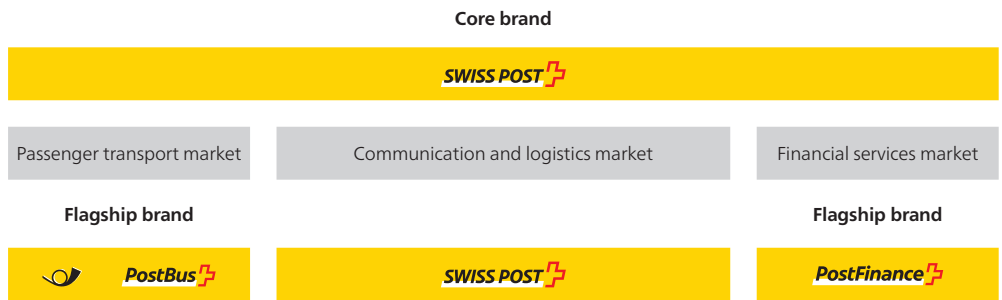 Core brand
SWISS POST
Passenger transport market
Communication and logistics market
Financial services market
Flagship brand
Flagship brand
PostBus
SWISS POST
PostFinance